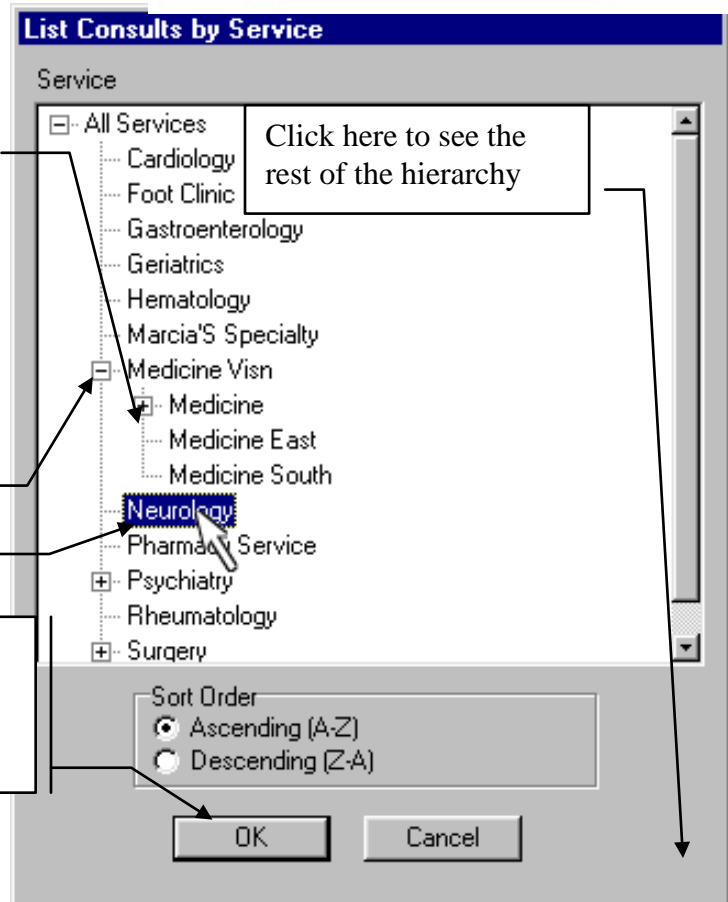 List Consults by Service
Service
All Services
Click here to see the
rest of the hierarchy
Cardiology
Foot Clinic
Gastroenterology
Geriatrics
Hematology
Marcia'S Specialty
Medicine Visn
Medicine
Medicine East
Medicine South
Neurology
Pharmacy Service
Psychiatry
Rheumatology
Surgery
Sort Order
Ascending (A-Z)
Descending (Z-A)
OK
Cancel